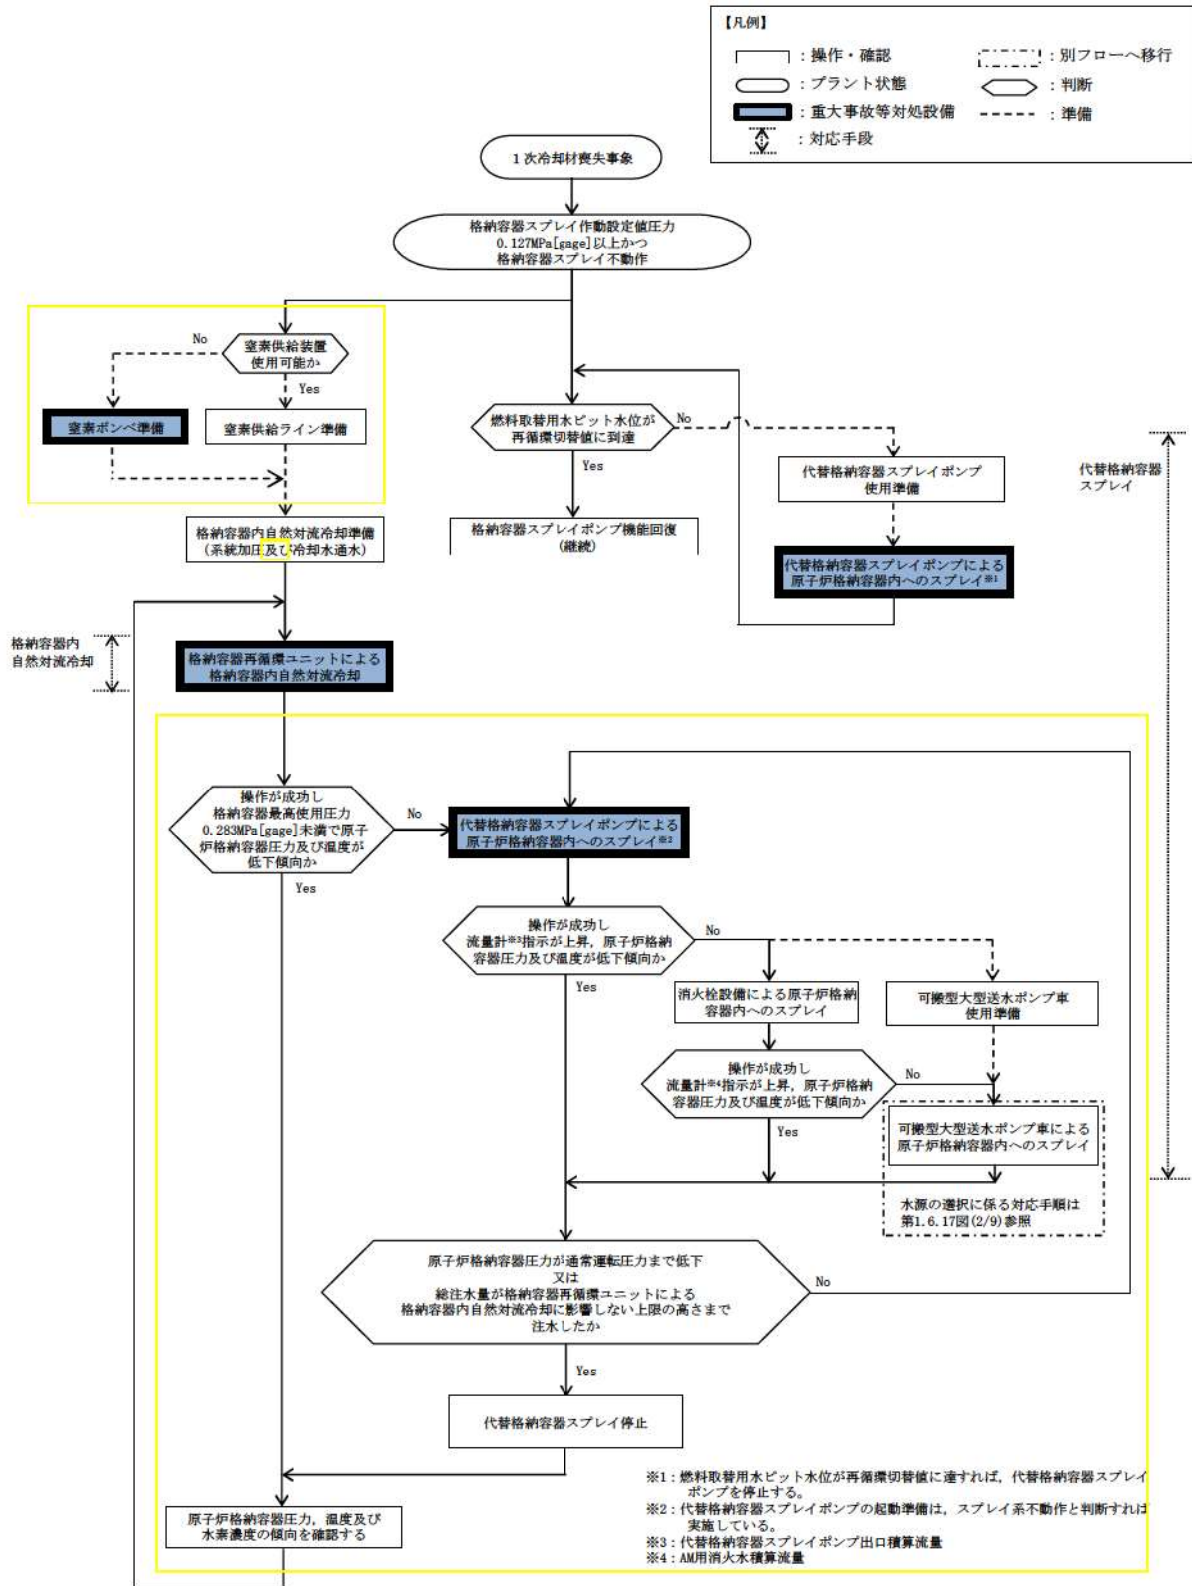 【凡例】
：操作・確認
：別フローへ移行
：プラント状態
：判断
：重大事故等対処設備
：準備
：対応手段
1次冷却材喪失事象
格納容器スプレイ作動設定値圧力
0.127MPa[gage]以上かつ
格納容器スプレイ不動作
窒素供給装置
使用可能か
No
Yes
窒素ボンベ準備
窒素供給ライン準備
燃料取替用水ピット水位が
再循環切替値に到達
No
Yes
代替格納容器スプレイポンプ
使用準備
代替格納容器
スプレイ
格納容器内自然対流冷却準備
（系統加圧及び冷却水通水）
格納容器スプレイポンプ機能回復
(継続)
代替格納容器スプレイポンプによる
原子炉格納容器内へのスプレイ※1
格納容器内
自然対流冷却
格納容器再循環ユニットによる
格納容器内自然対流冷却
操作が成功し
格納容器最高使用圧力
0.283MPa[gage]未満で原子
炉格納容器圧力及び温度が
低下傾向か
No
Yes
代替格納容器スプレイポンプによる
原子炉格納容器内へのスプレイ※2
操作が成功し
流量計※3指示が上昇，原子炉格納
容器圧力及び温度が低下傾向か
No
Yes
消火栓設備による原子炉格納
容器内へのスプレイ
可搬型大型送水ポンプ車
使用準備
操作が成功し
流量計※4指示が上昇，原子炉格納
容器圧力及び温度が低下傾向か
No
Yes
可搬型大型送水ポンプ車による
原子炉格納容器内へのスプレイ
水源の選択に係る対応手順は
第1.6.17図(2/9)参照
原子炉格納容器圧力が通常運転圧力まで低下
又は
総注水量が格納容器再循環ユニットによる
格納容器内自然対流冷却に影響しない上限の高さまで
注水したか
No
Yes
代替格納容器スプレイ停止
原子炉格納容器圧力，温度及び
水素濃度の傾向を確認する
※1：燃料取替用水ピット水位が再循環切替値に達すれば，代替格納容器スプレイ
ポンプを停止する。
※2：代替格納容器スプレイポンプの起動準備は，スプレイ系不動作と判断すれば
実施している。
※3：代替格納容器スプレイポンプ出口積算流量
※4：AM用消火水積算流量